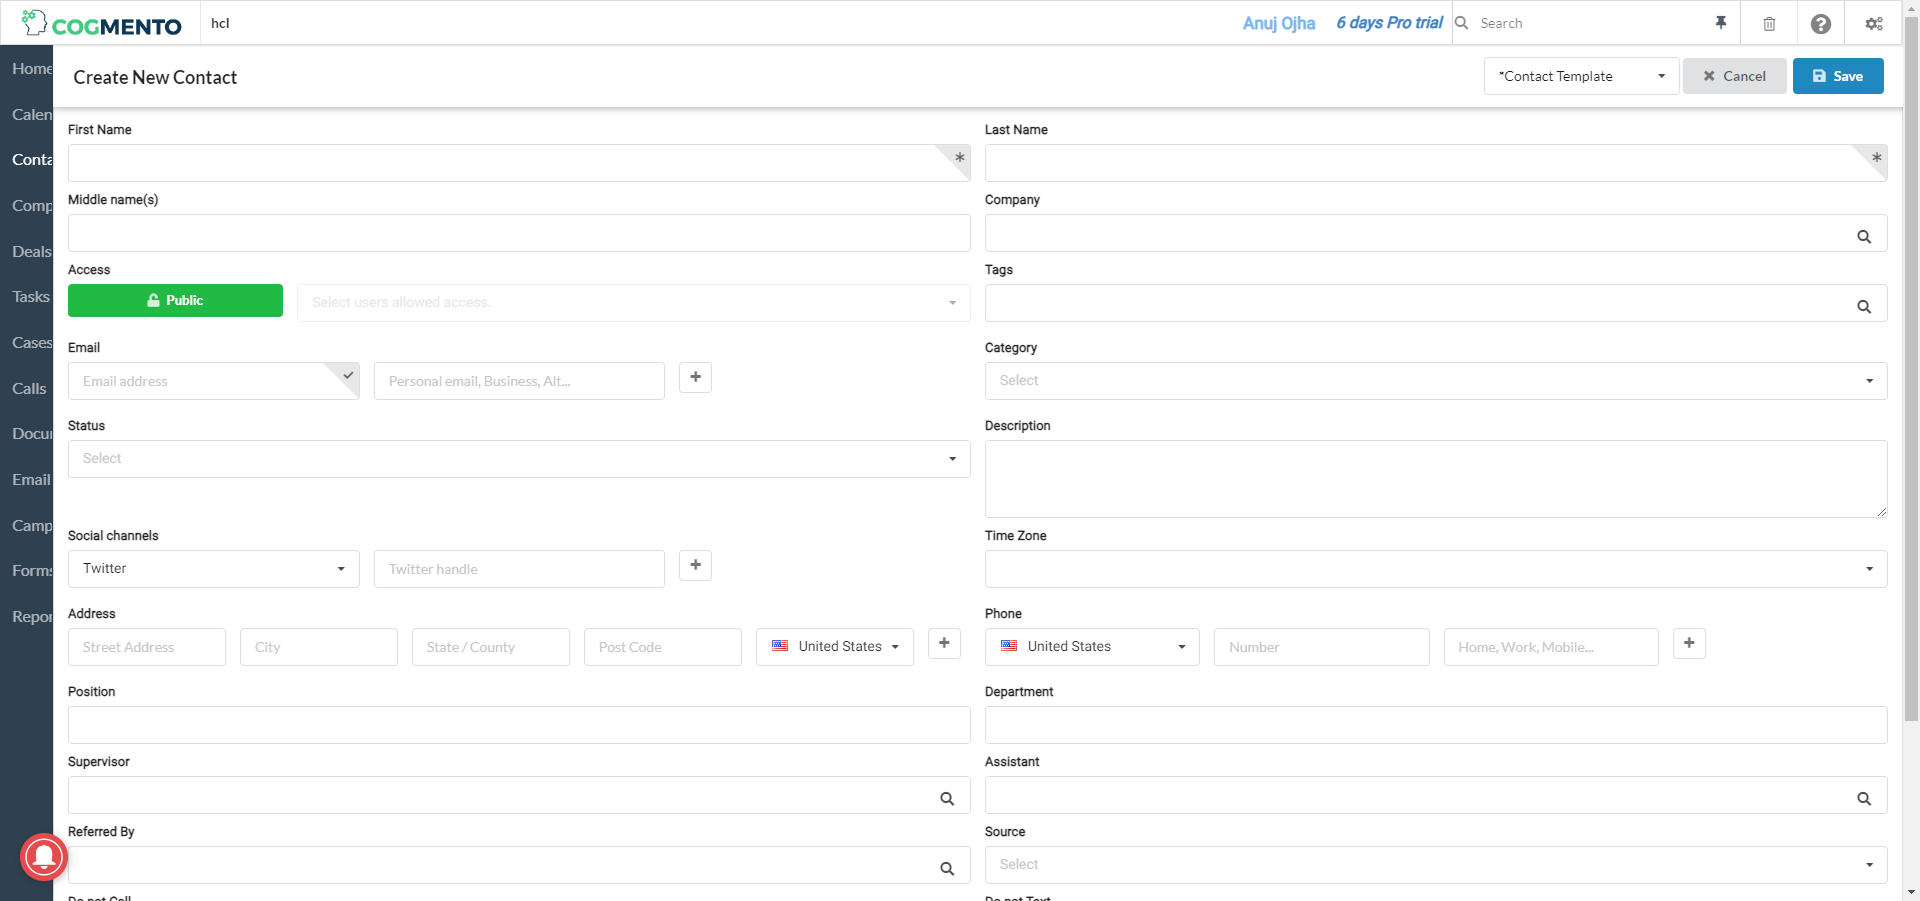 COGMENTO
hcl
Anuj Ojha
6 days Pro trial
Search
Home
Calen
Conta
Comp
Deals
Tasks
Cases
Calls
Docu
Email
Camp
Forms
Repor
Create New Contact
*Contact Template
Cancel
Save
First Name
*
Last Name
*
Middle name(s)
Company
Access
Public
Select users allowed access.
Tags
Email
Email address
Personal email, Business, Alt...
Category
Select
Status
Select
Description
Social channels
Twitter
Twitter handle
Time Zone
Address
Street Address
City
State / County
Post Code
United States
Phone
United States
Number
Home, Work, Mobile...
Position
Department
Supervisor
Assistant
Referred By
Source
Select
Do not Call
Do not Text